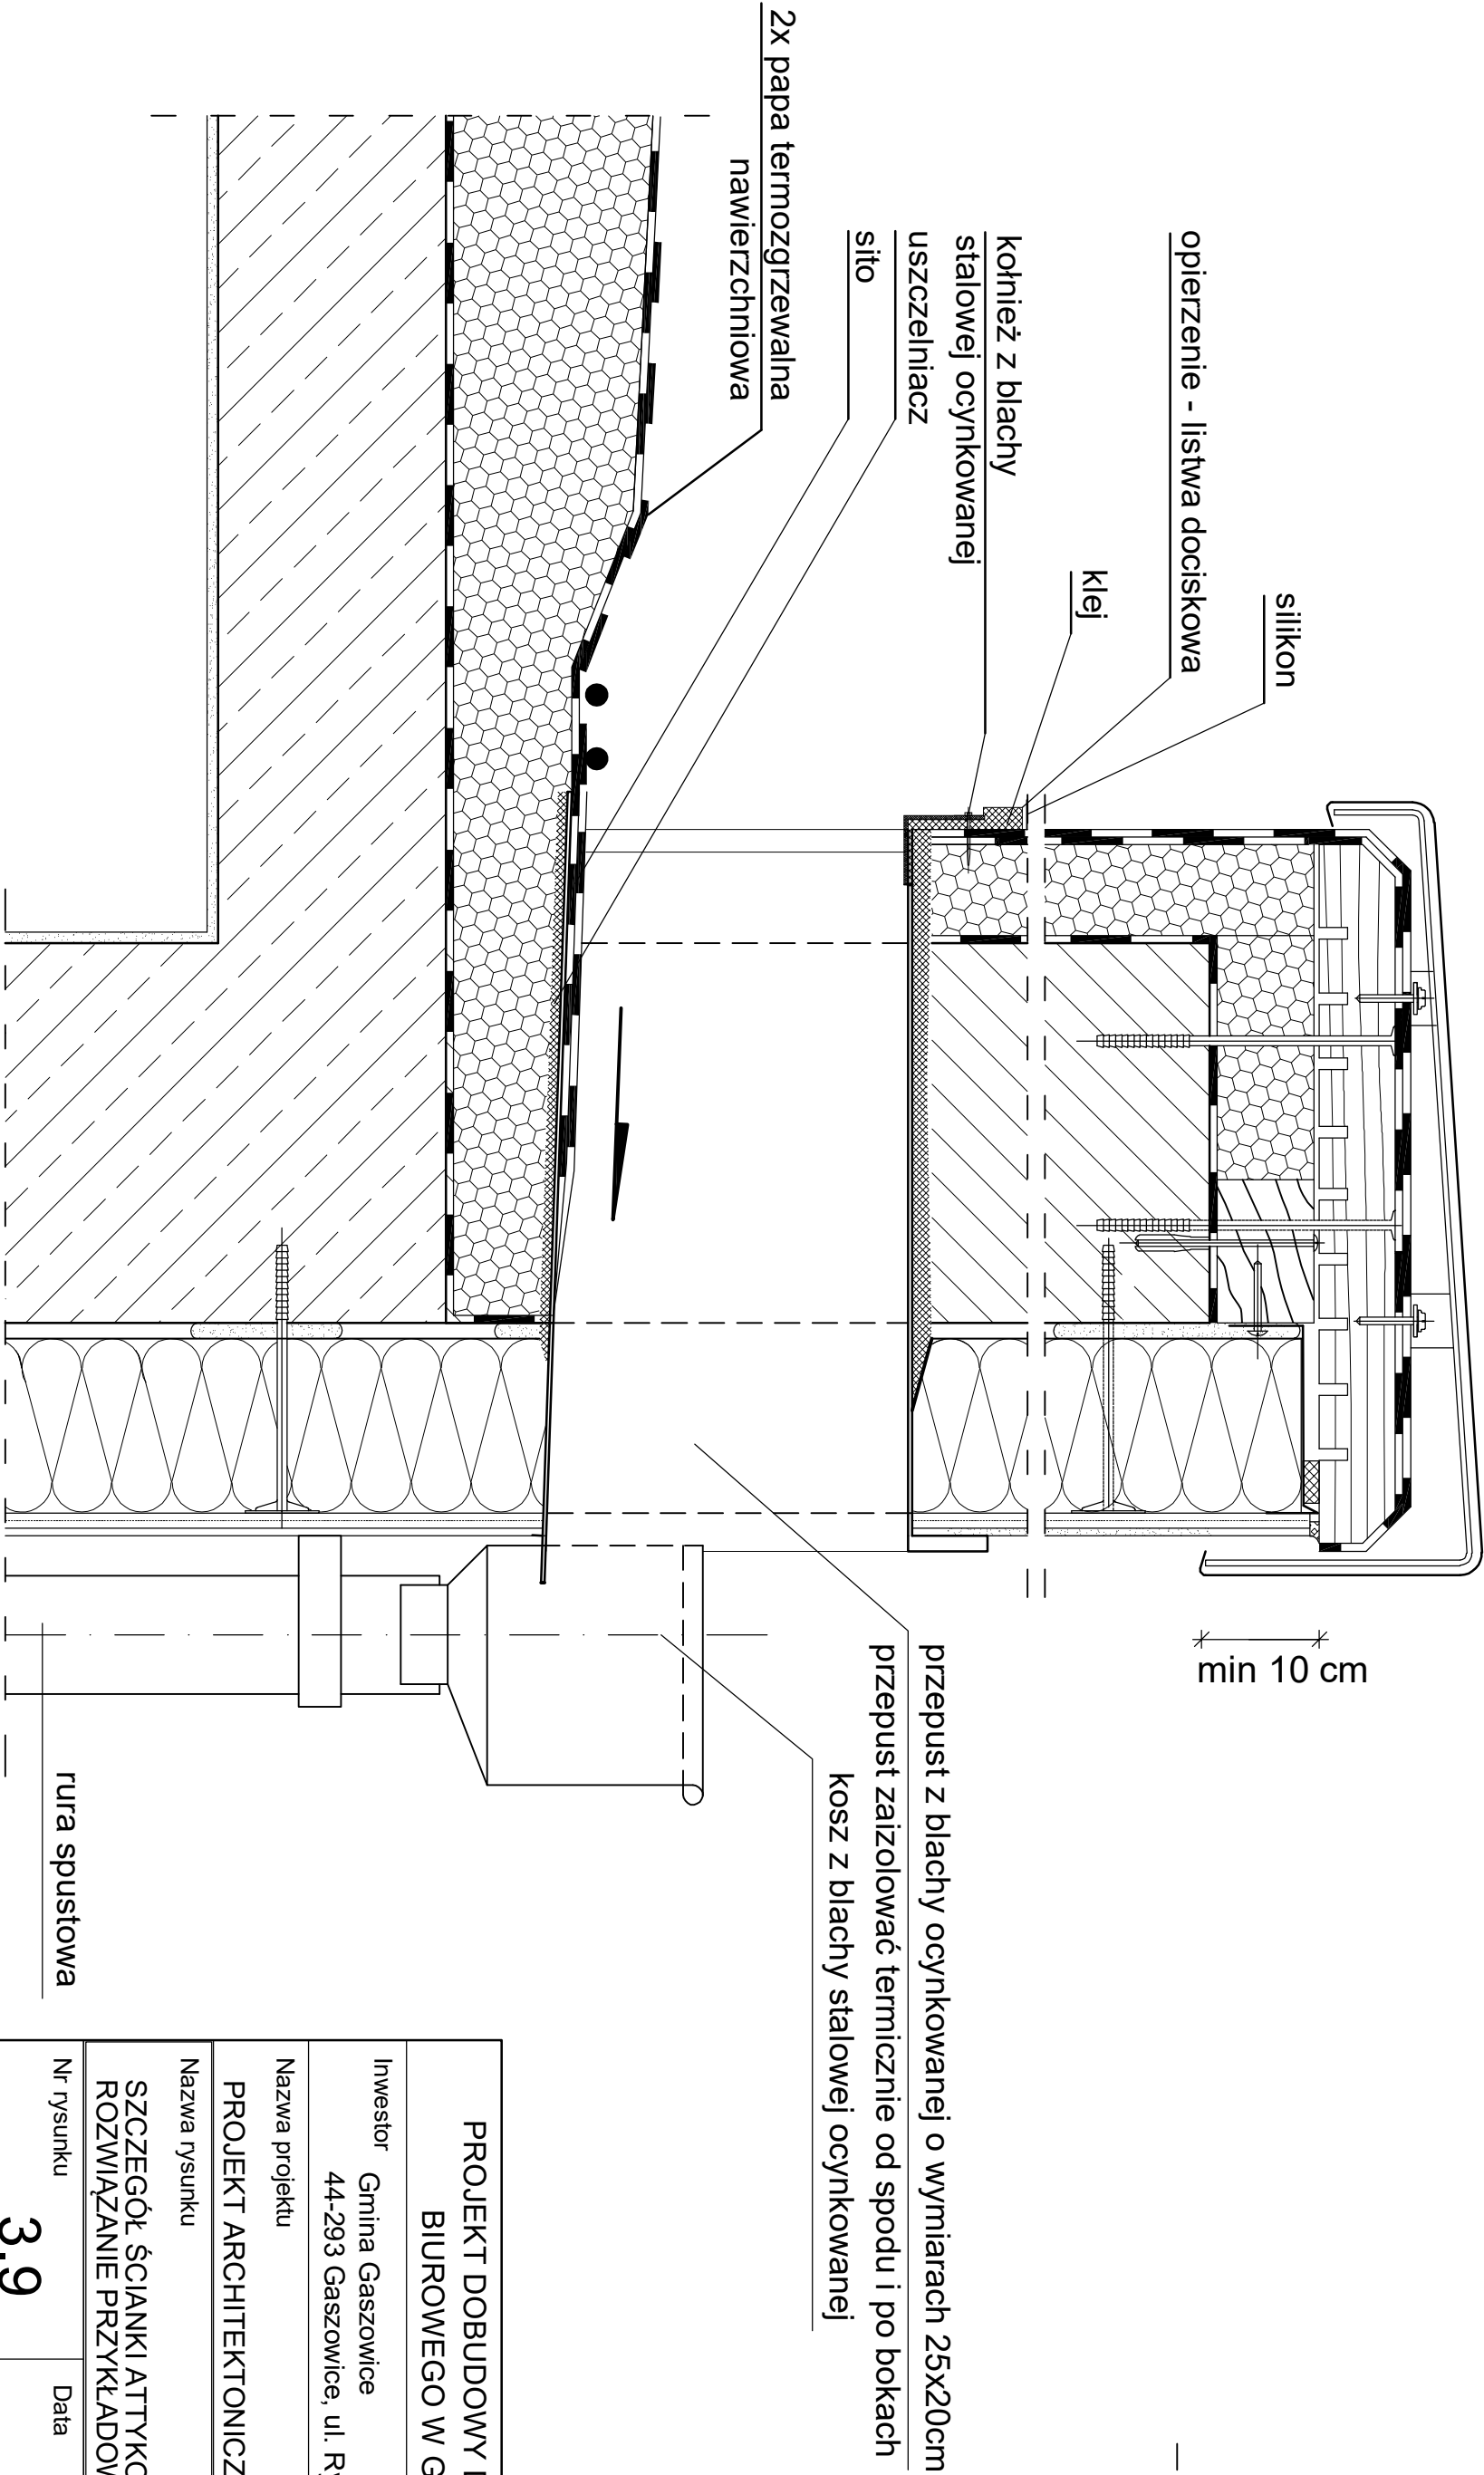 silikon
opierzenie - listwa dociskowa
klej
kołnież z blachy
stalowej ocynkowanej
uszczelniacz
sito
2x papa termozgrzewalna
nawierzchniowa
min 10 cm
przepust z blachy ocynkowanej o wymiarach 25x20cm
przepust zaizolować termicznie od spodu i po bokach
kosz z blachy stalowej ocynkowanej
rura spustowa
PROJEKT DOBUDOWY
BIUROWEGO W G
Inwestor Gmina Gaszowice
44-293 Gaszowice, ul. Ry
Nazwa projektu
PROJEKT ARCHITEKTONICZ
Nazwa rysunku
SZCZEGÓŁ ŚCIANKI ATTYKO
ROZWIĄZANIE PRZYKŁADOW
Nr rysunku
Data
3.9